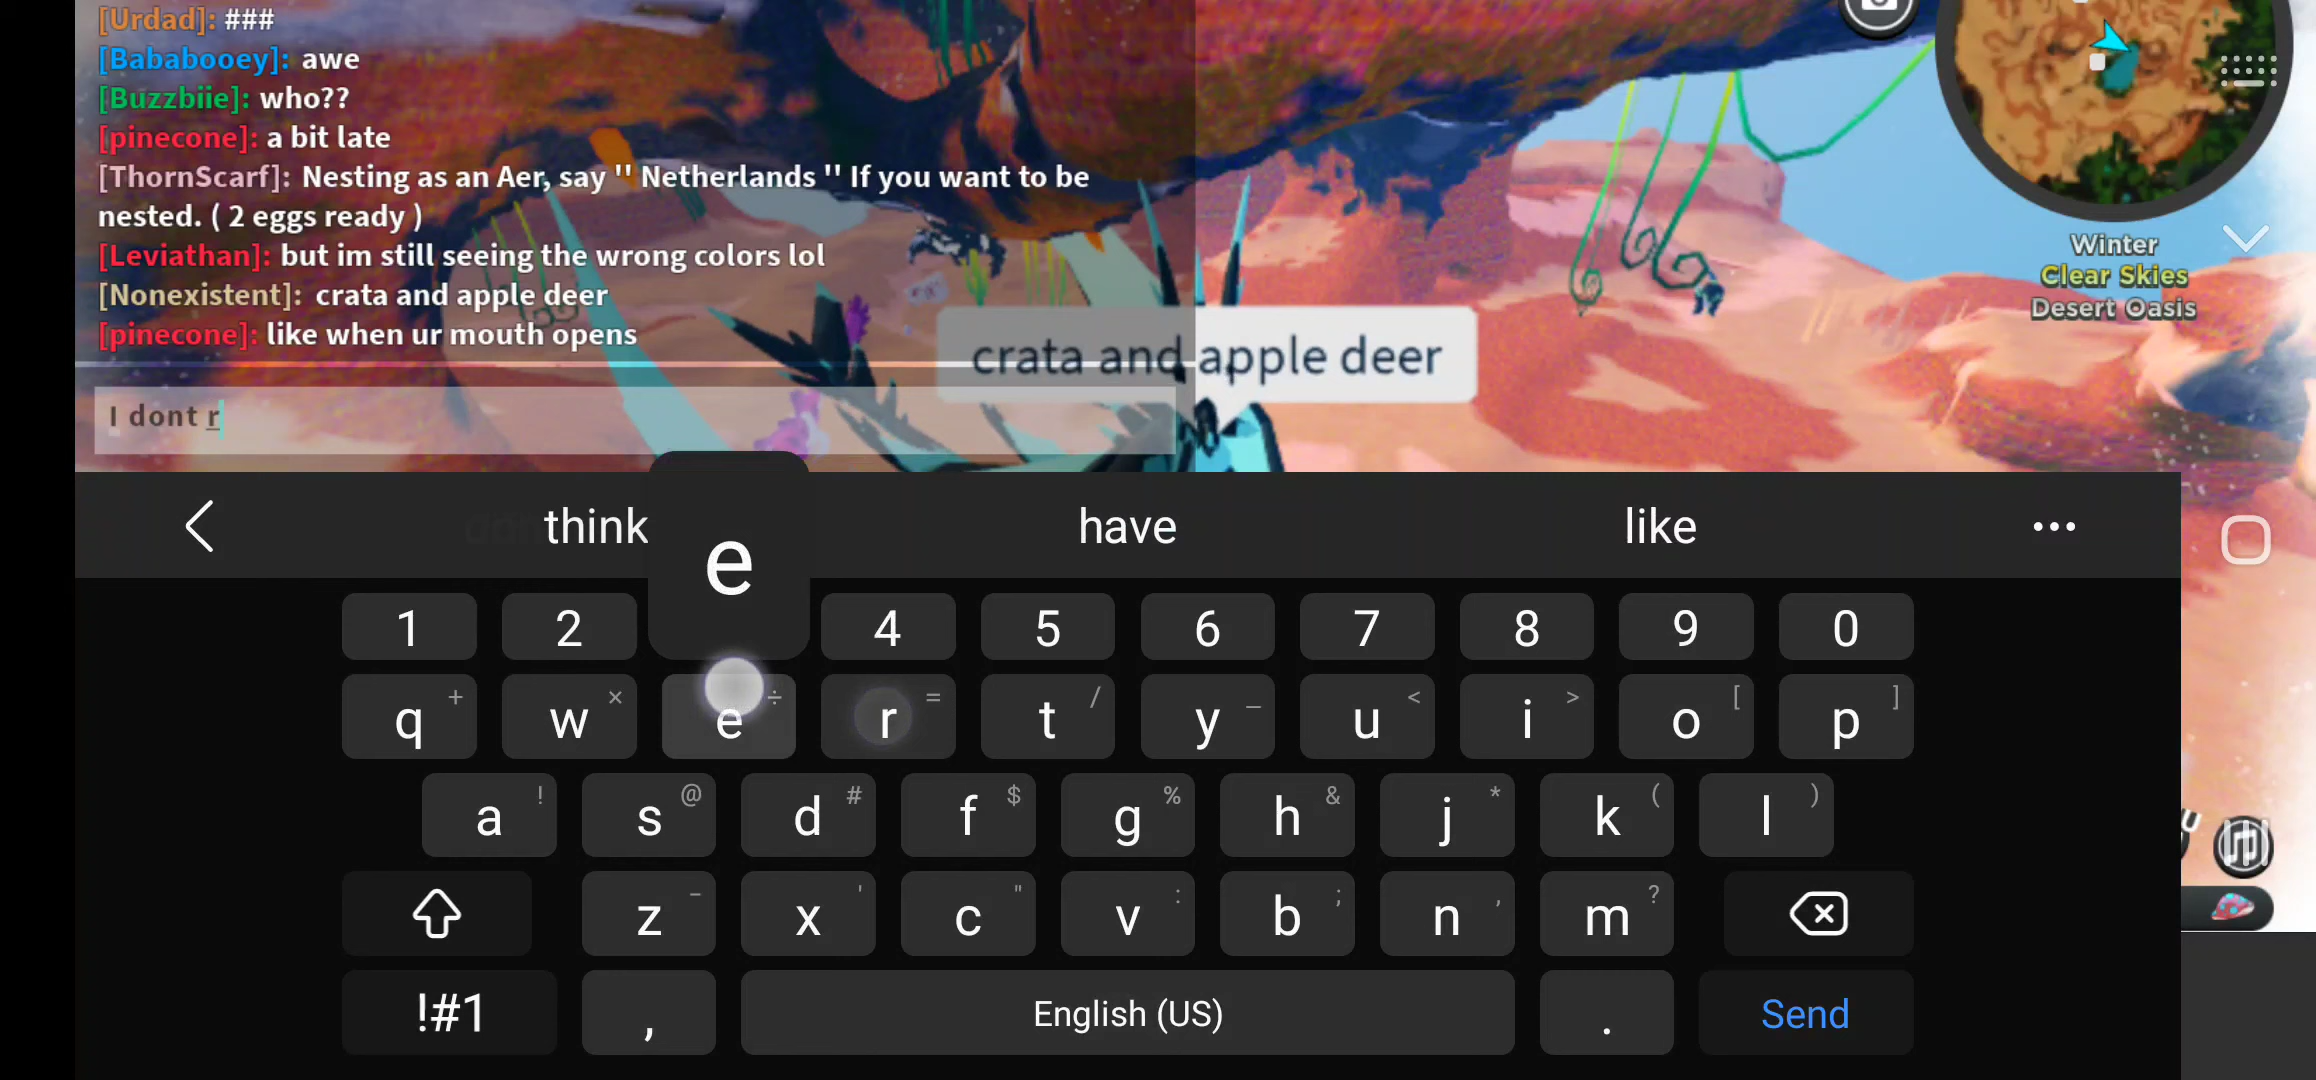 [Urdad]: ###
[Bababooey]: awe
[Buzzbiie]: who??
[pinecone]: a bit late
[ThornScarf]: Nesting as an Aer, say '' Netherlands '' If you want to be
nested. ( 2 eggs ready )
[Leviathan]: but im still seeing the wrong colors lol
[Nonexistent]: crata and apple deer
[pinecone]: like when ur mouth opens
Winter
Clear Skies
Desert Oasis
crata and apple deer
I dont r
think have like
e
1 2 4 5 6 7 8 9 0
q + w × e ÷ r = t / y _ u < i > o [ p ]
a ! s @ d # f $ g % h & j * k ( l )
z - x ' c " v : b ; n , m ?
!#1 , English (US) . Send